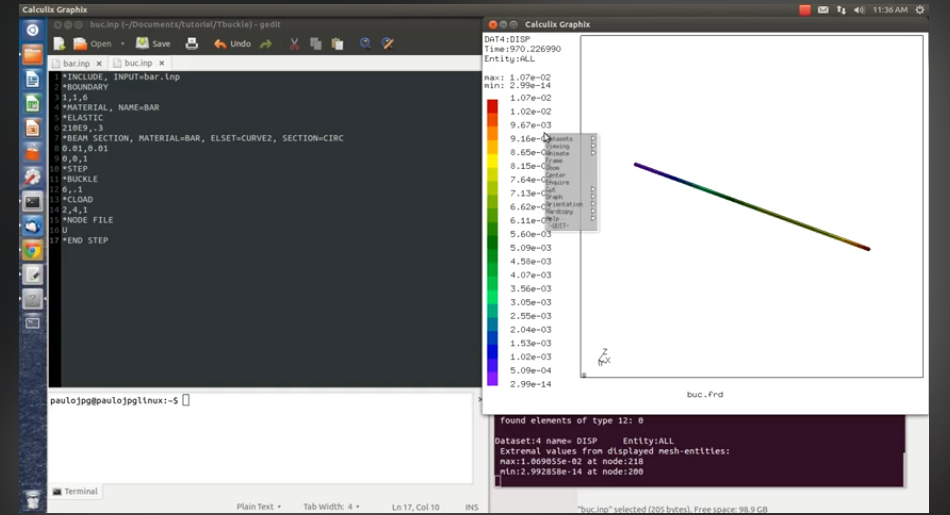 Calculix Graphix
11:36 AM
buc.inp (~/Documents/tutorial/Tbuckle) - gedit
Open
Save
Undo
bar.inp ×
buc.inp ×
1 *INCLUDE, INPUT=bar.inp
2 *BOUNDARY
3 1,1,6
4 *MATERIAL, NAME=BAR
5 *ELASTIC
6 210E9,.3
7 *BEAM SECTION, MATERIAL=BAR, ELSET=CURVE2, SECTION=CIRC
8 0.01,0.01
9 0,0,1
10 *STEP
11 *BUCKLE
12 6,.1
13 *CLOAD
14 2,4,1
15 *NODE FILE
16 U
17 *END STEP
paulojpg@paulojpglinux:~$
Terminal
Plain Text
Tab Width: 4
Ln 17, Col 10
INS
Calculix Graphix
DAT4:DISP
Time:970.226990
Entity:ALL
max: 1.07e-02
min: 2.99e-14
1.07e-02
1.02e-02
9.67e-03
9.16e-
8.65e-
8.15e-
7.64e-
7.13e-
6.62e-
6.11e-
5.60e-03
5.09e-03
4.58e-03
4.07e-03
3.56e-03
3.05e-03
2.55e-03
2.04e-03
1.53e-03
1.02e-03
5.09e-04
2.99e-14
Datasets
Viewing
Animate
Frame
Zoom
Center
Enquire
Cut
Graph
Orientation
Hardcopy
Help
-QUIT-
Z
X
buc.frd
found elements of type 12: 0
Dataset:4 name= DISP Entity:ALL
Extremal values from displayed mesh-entities:
max:1.069055e-02 at node:218
min:2.992858e-14 at node:200
"buc.inp" selected (205 bytes), Free space: 98.9 GB